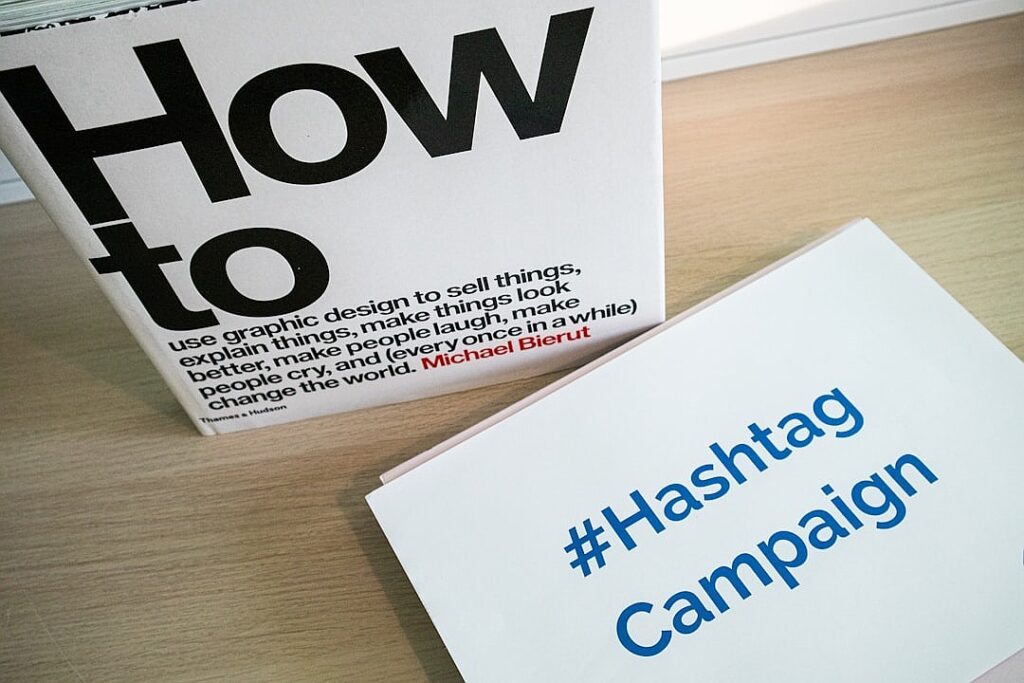 How
to
use graphic design to sell things,
explain things, make things look
better, make people laugh, make
people cry, and (every once in a while)
change the world. Michael Bierut
Thames & Hudson
#Hashtag
Campaign